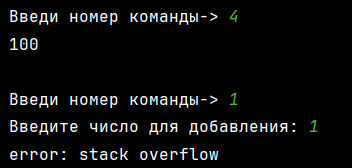 Введи номер команды-> 4
100
Введи номер команды-> 1
Введите число для добавления: 1
error: stack overflow